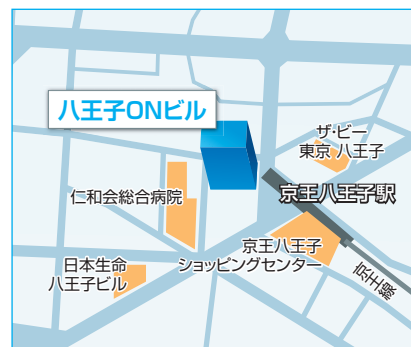 八王子ONビル
ザ・ビー
東京 八王子
仁和会総合病院
京王八王子駅
京王八王子
ショッピングセンター
日本生命
八王子ビル
京王線